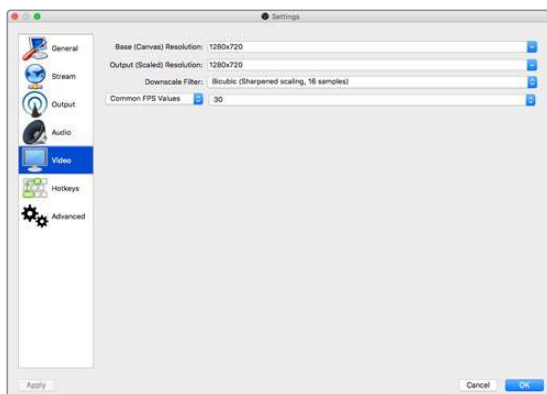 Settings
General
Stream
Output
Audio
Video
Hotkeys
Advanced
Base (Canvas) Resolution: 1280x720
Output (Scaled) Resolution: 1280x720
Downscale Filter: Bicubic (Sharpened scaling, 16 samples)
Common FPS Values 30
Apply
Cancel
OK